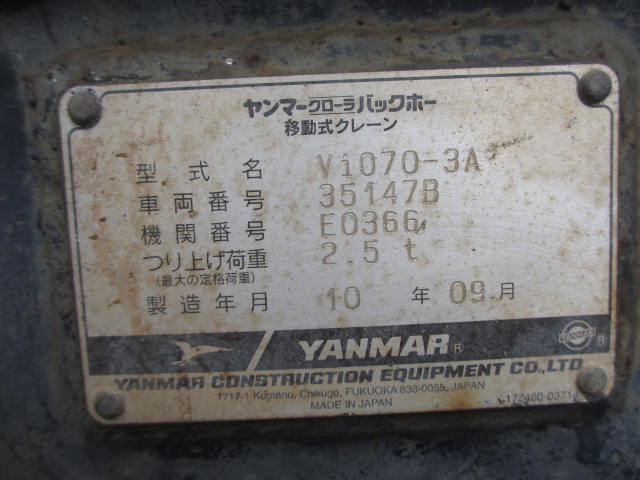 ヤンマークローラバックホー
移動式クレーン
型式名 Vi070-3A
車両番号 35147B
機関番号 E0366
つり上げ荷重 2.5 t
(最大の定格荷重)
製造年月 10 年 09 月
YANMAR ®
YANMAR ®
YANMAR CONSTRUCTION EQUIPMENT CO.,LTD
1717-1 Kumano, Chikugo, FUKUOKA 833-0055, JAPAN
MADE IN JAPAN